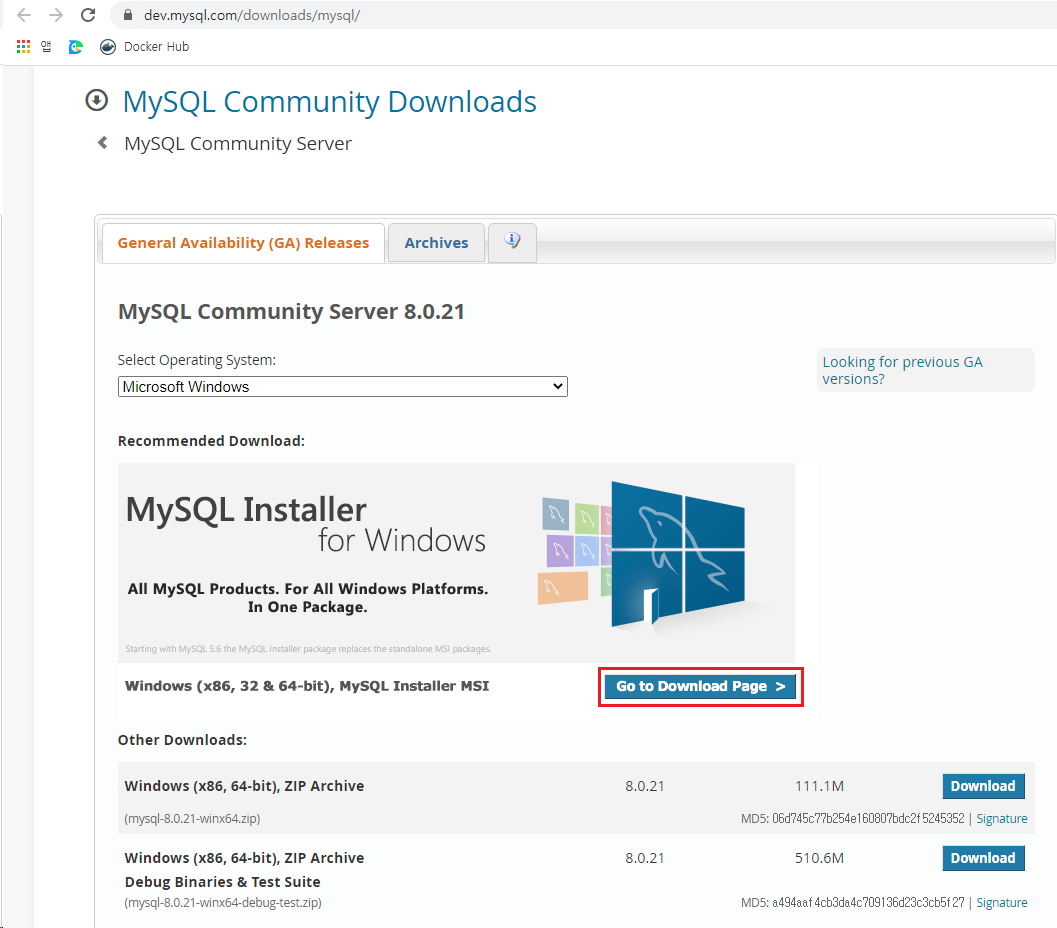 dev.mysql.com/downloads/mysql/
Docker Hub
MySQL Community Downloads
MySQL Community Server
General Availability (GA) Releases
Archives
MySQL Community Server 8.0.21
Select Operating System:
Looking for previous GA
versions?
Microsoft Windows
Recommended Download:
MySQL Installer
for Windows
All MySQL Products. For All Windows Platforms.
In One Package.
Starting with MySQL 5.6 the MySQL Installer package replaces the standalone MSI packages.
Windows (x86, 32 & 64-bit), MySQL Installer MSI
Go to Download Page >
Other Downloads:
Windows (x86, 64-bit), ZIP Archive 8.0.21 111.1M Download
(mysql-8.0.21-winx64.zip) MD5: 06d745c77b254e160807bdc2f5245352 | Signature
Windows (x86, 64-bit), ZIP Archive 8.0.21 510.6M Download
Debug Binaries & Test Suite
(mysql-8.0.21-winx64-debug-test.zip) MD5: a494aaf4cb3da4c709136d23c3cb5f27 | Signature